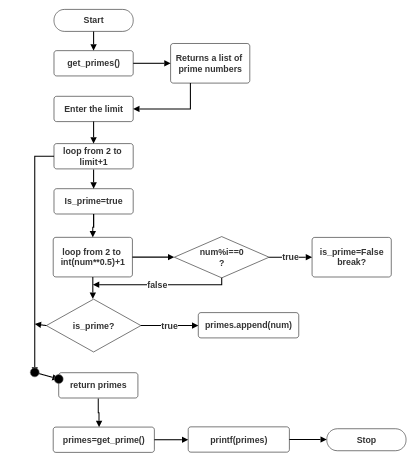 Start
get_primes()
Returns a list of
prime numbers
Enter the limit
loop from 2 to
limit+1
Is_prime=true
loop from 2 to
int(num**0.5)+1
num%i==0
?
true
is_prime=False
break?
false
is_prime?
true
primes.append(num)
return primes
primes=get_prime()
printf(primes)
Stop